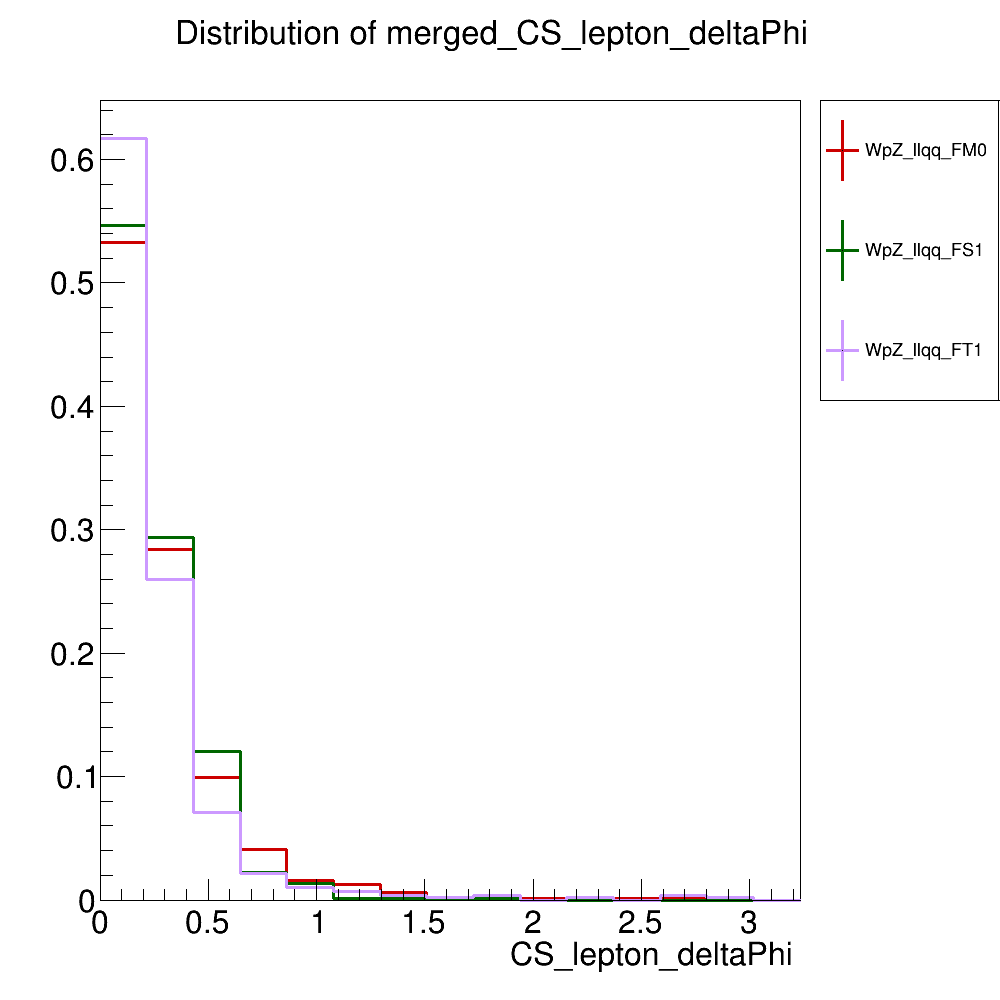 Distribution of merged_CS_lepton_deltaPhi
WpZ_llqq_FM0
WpZ_llqq_FS1
WpZ_llqq_FT1
0.6
0.5
0.4
0.3
0.2
0.1
0
0 0.5 1 1.5 2 2.5 3
CS_lepton_deltaPhi